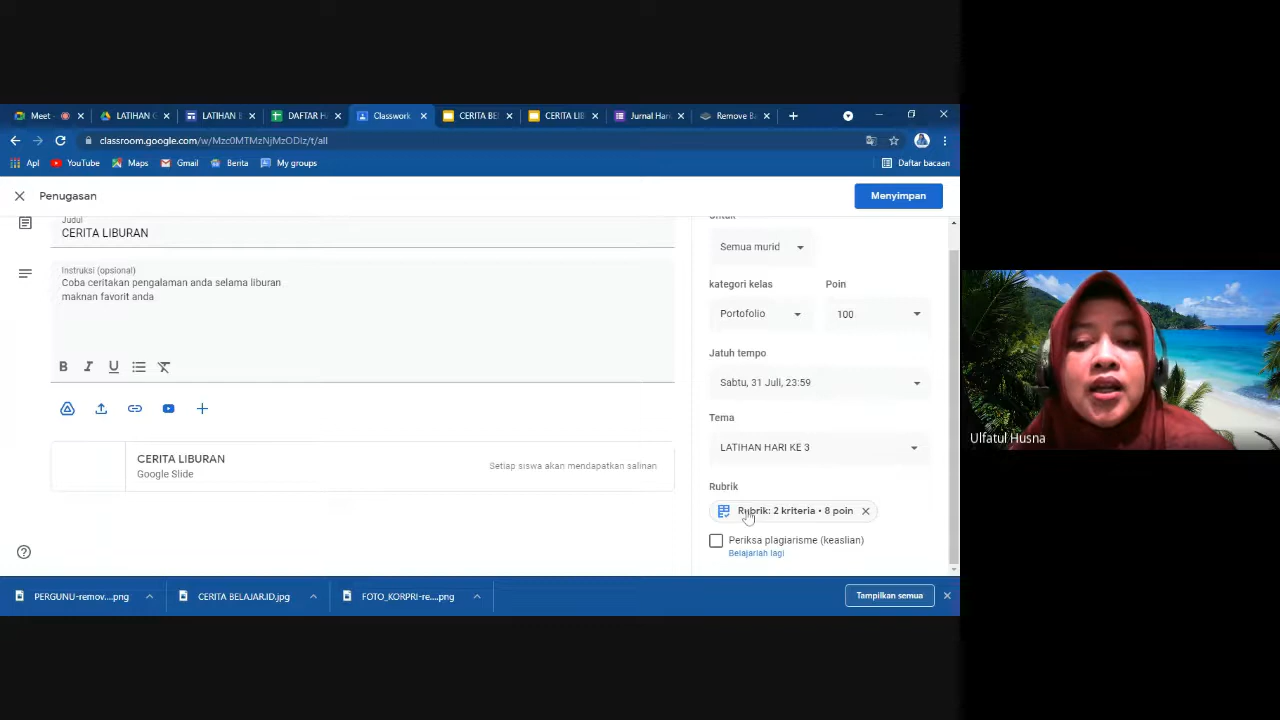 Meet
LATIHAN
LATIHAN
DAFTAR H
Classwork
CERITA BE
CERITA LI
Jurnal Hari
Remove B
classroom.google.com/w/Mzc0MTMzNjMzODIz/t/all
Apl
YouTube
Maps
Gmail
Berita
My groups
Daftar bacaan
Penugasan
Menyimpan
Judul
CERITA LIBURAN
Instruksi (opsional)
Coba ceritakan pengalaman anda selama liburan
maknan favorit anda
B I U
CERITA LIBURAN
Google Slide
Setiap siswa akan mendapatkan salinan
Untuk
Semua murid
kategori kelas
Poin
Portofolio
100
Jatuh tempo
Sabtu, 31 Juli, 23:59
Tema
LATIHAN HARI KE 3
Rubrik
Rubrik: 2 kriteria • 8 poin
Periksa plagiarisme (keaslian)
Belajarlah lagi
PERGUNU-remov....png
CERITA BELAJAR.ID.jpg
FOTO_KORPRI-re....png
Tampilkan semua
Ulfatul Husna